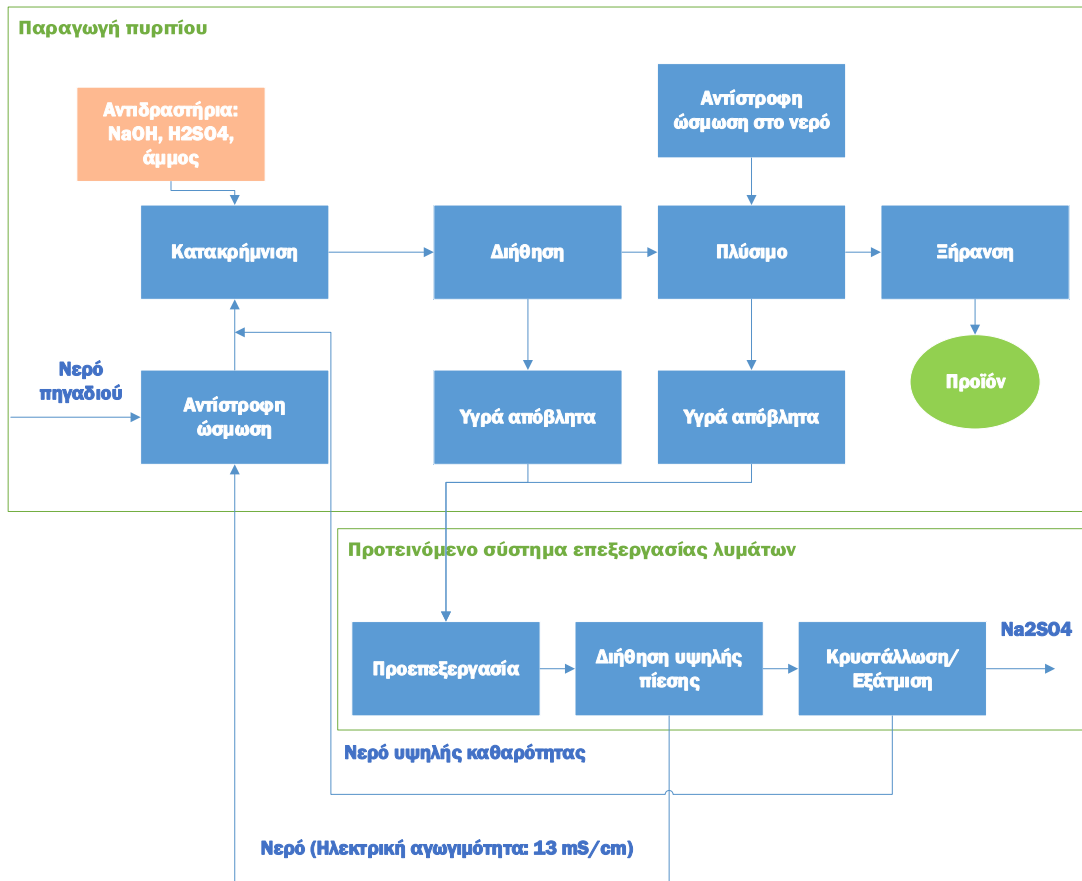 Παραγωγή πυριτίου
Αντιδραστήρια:
NaOH, H2SO4,
άμμος
Αντίστροφη
ώσμωση στο νερό
Κατακρήμνιση
Διήθηση
Πλύσιμο
Ξήρανση
Νερό
πηγαδιού
Αντίστροφη
ώσμωση
Υγρά απόβλητα
Υγρά απόβλητα
Προϊόν
Προτεινόμενο σύστημα επεξεργασίας λυμάτων
Προεπεξεργασία
Διήθηση υψηλής
πίεσης
Κρυστάλλωση/
Εξάτμιση
Na2SO4
Νερό υψηλής καθαρότητας
Νερό (Ηλεκτρική αγωγιμότητα: 13 mS/cm)